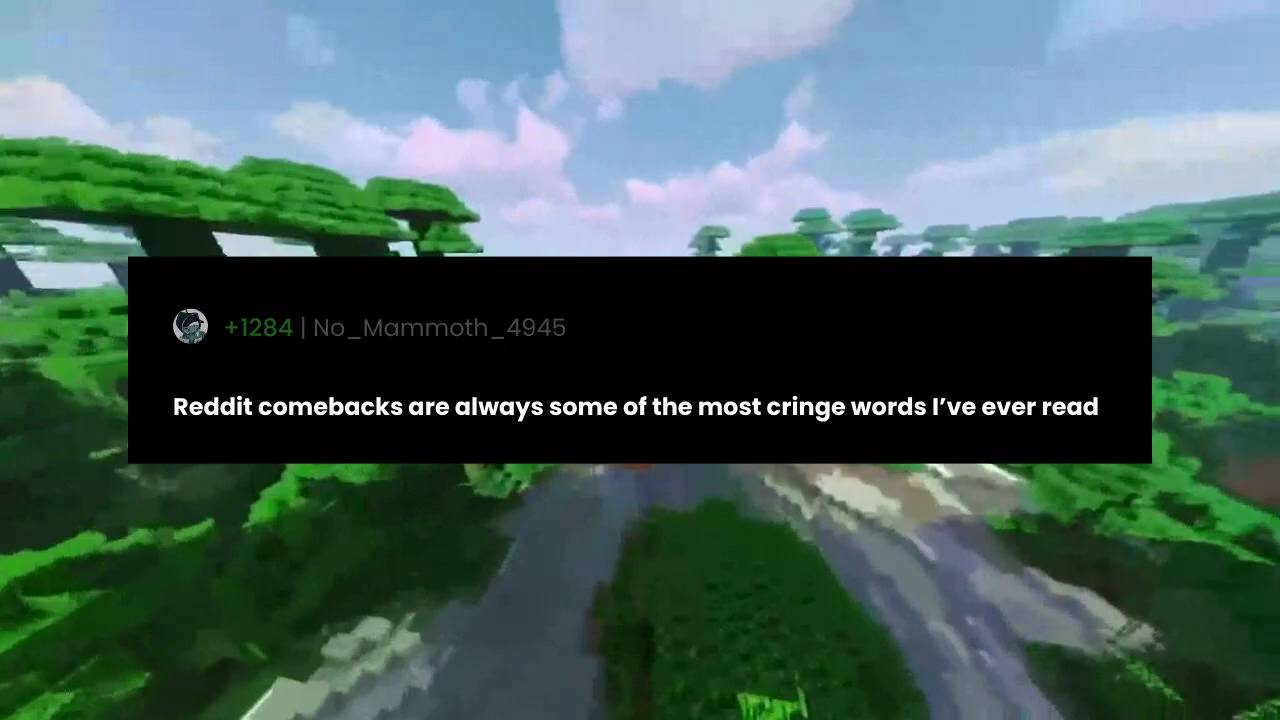 +1284 | No_Mammoth_4945
Reddit comebacks are always some of the most cringe words I’ve ever read